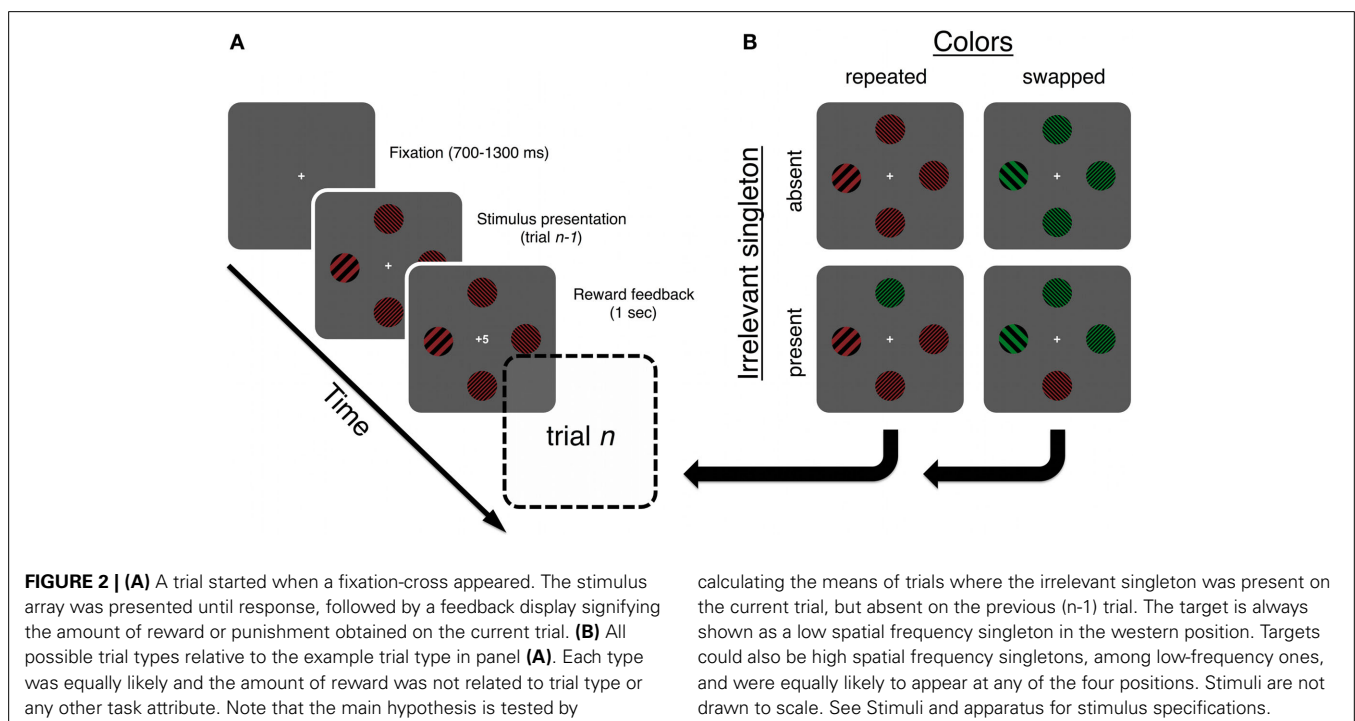 A
Fixation (700-1300 ms)
Stimulus presentation
(trial n-1)
Reward feedback
(1 sec)
+5
trial n
Time
B
Colors
repeated
swapped
Irrelevant singleton
absent
present
FIGURE 2 | (A) A trial started when a fixation-cross appeared. The stimulus
array was presented until response, followed by a feedback display signifying
the amount of reward or punishment obtained on the current trial. (B) All
possible trial types relative to the example trial type in panel (A). Each type
was equally likely and the amount of reward was not related to trial type or
any other task attribute. Note that the main hypothesis is tested by
calculating the means of trials where the irrelevant singleton was present on
the current trial, but absent on the previous (n-1) trial. The target is always
shown as a low spatial frequency singleton in the western position. Targets
could also be high spatial frequency singletons, among low-frequency ones,
and were equally likely to appear at any of the four positions. Stimuli are not
drawn to scale. See Stimuli and apparatus for stimulus specifications.